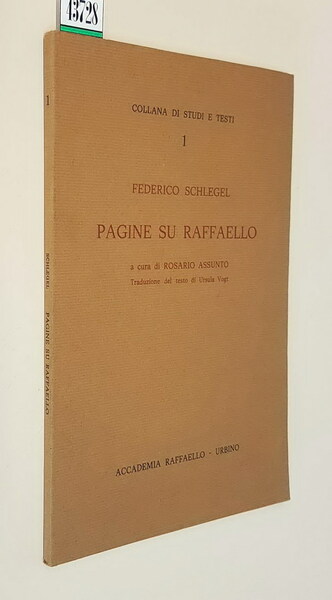 43728
COLLANA DI STUDI E TESTI
1
FEDERICO SCHLEGEL
PAGINE SU RAFFAELLO
a cura di ROSARIO ASSUNTO
Traduzione del testo di Ursula Vogt
ACCADEMIA RAFFAELLO - URBINO
1
SCHLEGEL PAGINE SU RAFFAELLO